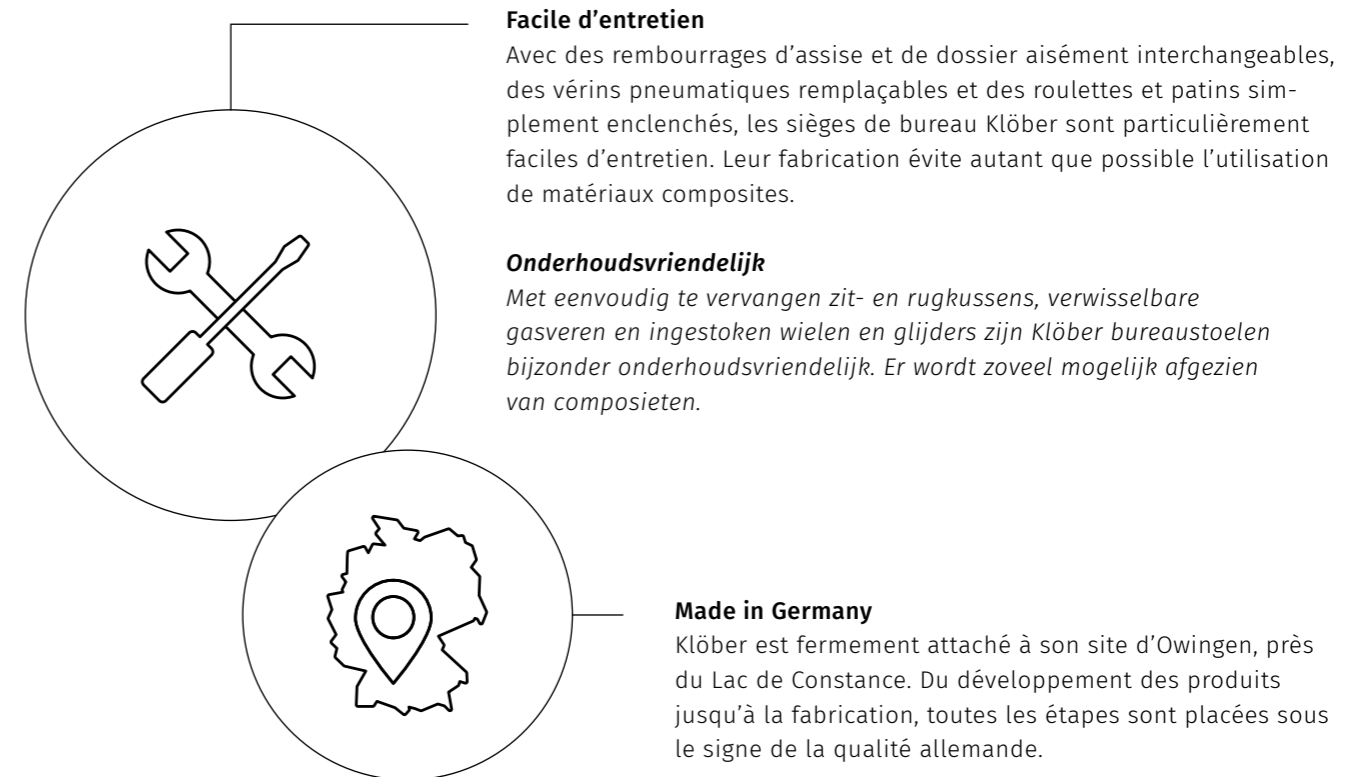 Facile d’entretien
Avec des rembourrages d’assise et de dossier aisément interchangeables,
des vérins pneumatiques remplaçables et des roulettes et patins sim-
plement enclenchés, les sièges de bureau Klöber sont particulièrement
faciles d’entretien. Leur fabrication évite autant que possible l’utilisation
de matériaux composites.
Onderhoudsvriendelijk
Met eenvoudig te vervangen zit- en rugkussens, verwisselbare
gasveren en ingestoken wielen en glijders zijn Klöber bureaustoelen
bijzonder onderhoudsvriendelijk. Er wordt zoveel mogelijk afgezien
van composieten.
Made in Germany
Klöber est fermement attaché à son site d’Owingen, près
du Lac de Constance. Du développement des produits
jusqu’à la fabrication, toutes les étapes sont placées sous
le signe de la qualité allemande.